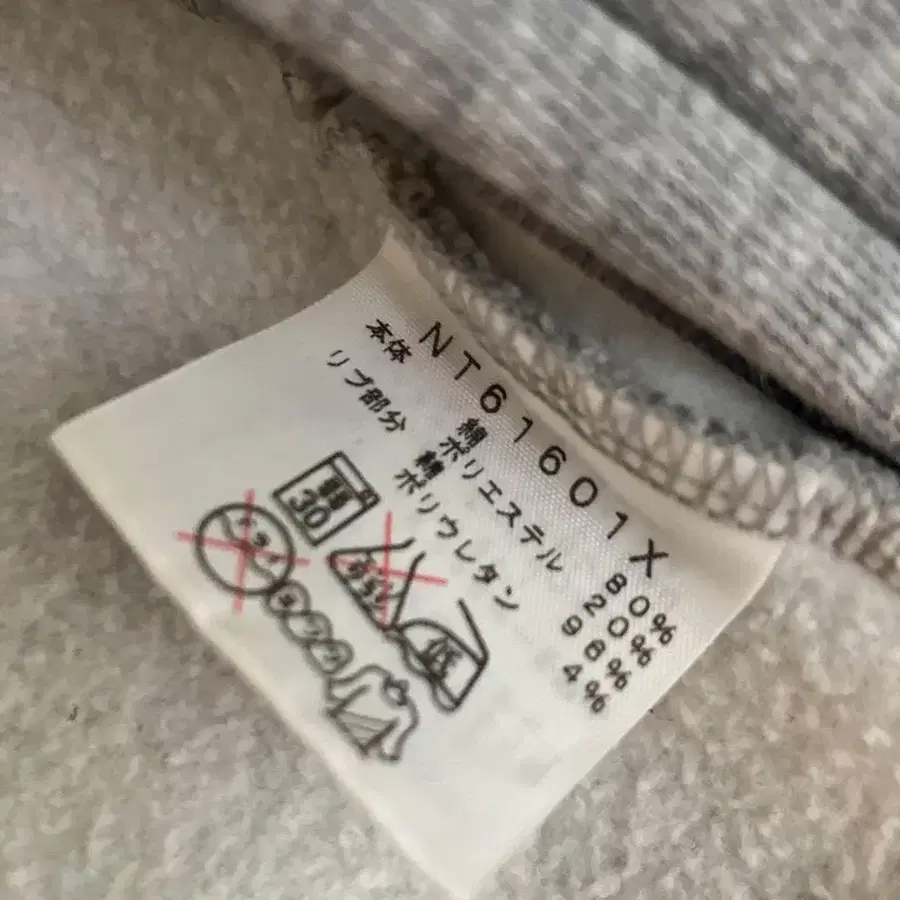 NT61601X
本体 綿 80%
ポリエステル 20%
リブ部分 綿 96%
ポリウレタン 4%
30